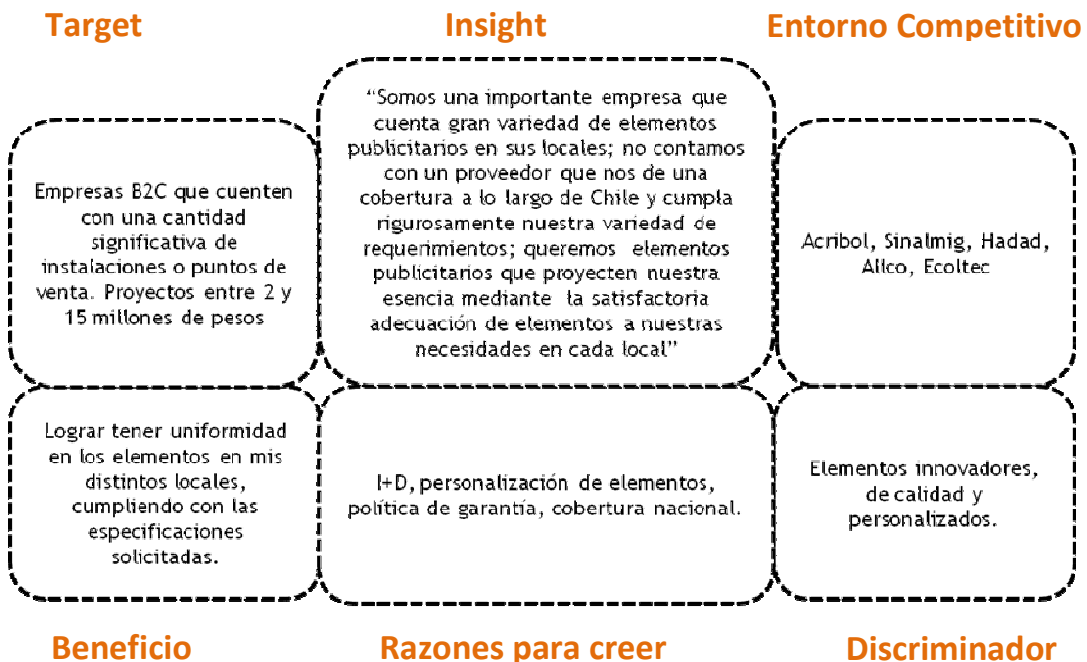 Target
Insight
Entorno Competitivo
Empresas B2C que cuenten
con una cantidad
significativa de
instalaciones o puntos de
venta. Proyectos entre 2 y
15 millones de pesos
“Somos una importante empresa que
cuenta gran variedad de elementos
publicitarios en sus locales; no contamos
con un proveedor que nos de una
cobertura a lo largo de Chile y cumpla
rigurosamente nuestra variedad de
requerimientos; queremos elementos
publicitarios que proyecten nuestra
esencia mediante la satisfactoria
adecuación de elementos a nuestras
necesidades en cada local”
Acribol, Sinalmig, Hadad,
Allco, Ecoltec
Lograr tener uniformidad
en los elementos en mis
distintos locales,
cumpliendo con las
especificaciones
solicitadas.
I+D, personalización de elementos,
política de garantía, cobertura nacional.
Elementos innovadores,
de calidad y
personalizados.
Beneficio
Razones para creer
Discriminador